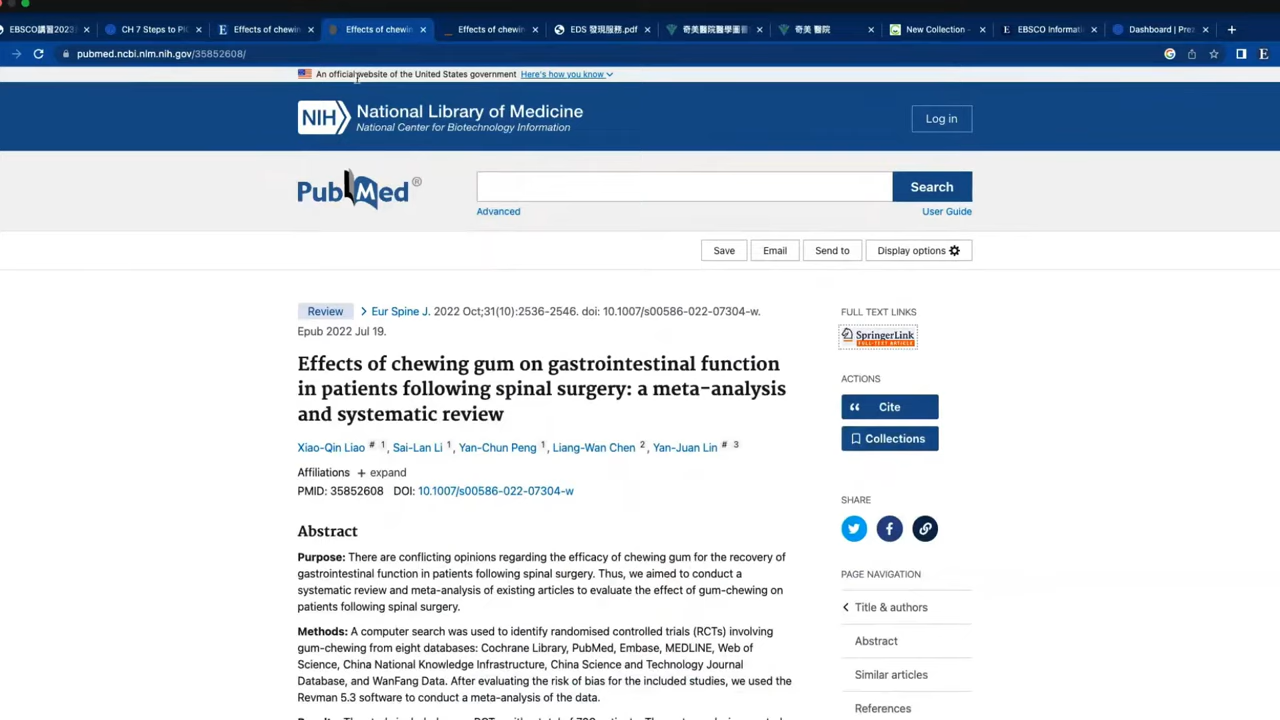 EBSCO講習2023
CH 7 Steps to PIC
Effects of chewing
Effects of chewin
Effects of chewin
EDS 發現服務.pdf
奇美醫院醫學圖書
奇美 醫院
New Collection -
EBSCO Informati
Dashboard | Prez
pubmed.ncbi.nlm.nih.gov/35852608/
An official website of the United States government Here's how you know
NIH National Library of Medicine
National Center for Biotechnology Information
Log in
PubMed®
Search
Advanced
User Guide
Save
Email
Send to
Display options
Review
Eur Spine J. 2022 Oct;31(10):2536-2546. doi: 10.1007/s00586-022-07304-w.
Epub 2022 Jul 19.
Effects of chewing gum on gastrointestinal function
in patients following spinal surgery: a meta-analysis
and systematic review
Xiao-Qin Liao # 1, Sai-Lan Li 1, Yan-Chun Peng 1, Liang-Wan Chen 2, Yan-Juan Lin # 3
Affiliations + expand
PMID: 35852608 DOI: 10.1007/s00586-022-07304-w
Abstract
Purpose: There are conflicting opinions regarding the efficacy of chewing gum for the recovery of
gastrointestinal function in patients following spinal surgery. Thus, we aimed to conduct a
systematic review and meta-analysis of existing articles to evaluate the effect of gum-chewing on
patients following spinal surgery.
Methods: A computer search was used to identify randomised controlled trials (RCTs) involving
gum-chewing from eight databases: Cochrane Library, PubMed, Embase, MEDLINE, Web of
Science, China National Knowledge Infrastructure, China Science and Technology Journal
Database, and WanFang Data. After evaluating the risk of bias for the included studies, we used the
Revman 5.3 software to conduct a meta-analysis of the data.
FULL TEXT LINKS
SpringerLink
FULL-TEXT ARTICLE
ACTIONS
Cite
Collections
SHARE
PAGE NAVIGATION
Title & authors
Abstract
Similar articles
References